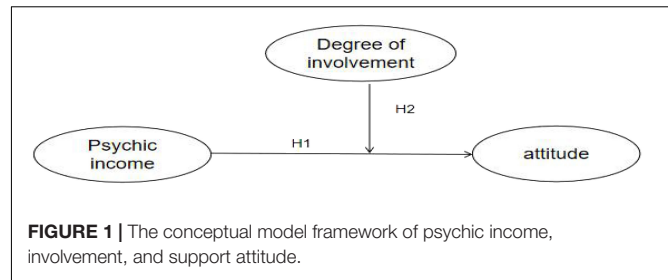 Degree of
involvement
H2
H1
Psychic
income
attitude
FIGURE 1 | The conceptual model framework of psychic income,
involvement, and support attitude.